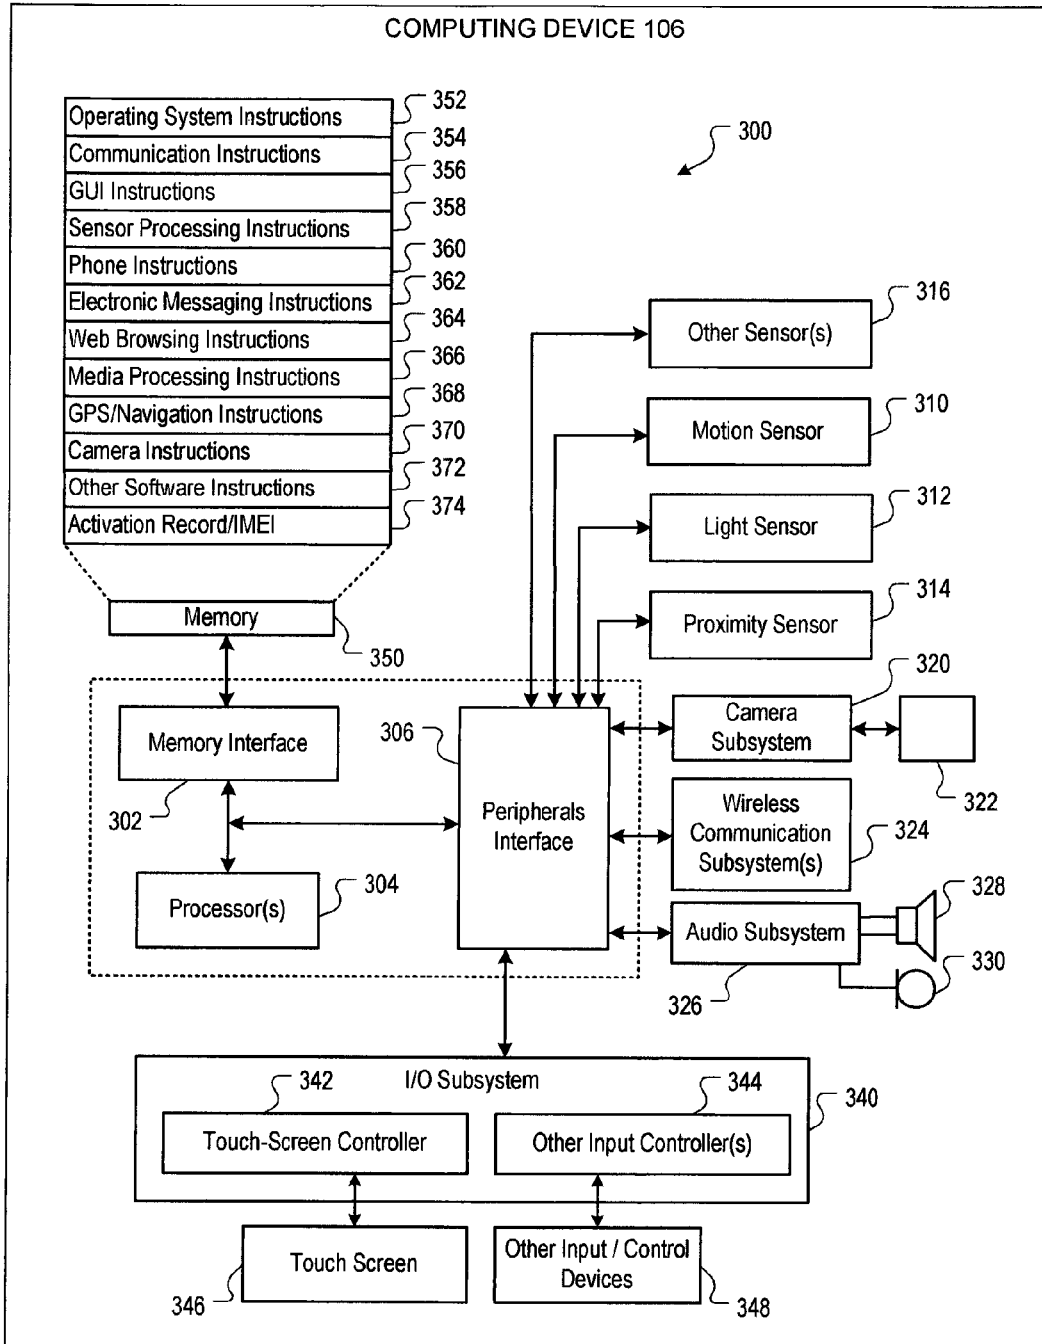 COMPUTING DEVICE 106
Operating System Instructions
352
Communication Instructions
354
GUI Instructions
356
Sensor Processing Instructions
358
Phone Instructions
360
Electronic Messaging Instructions
362
Web Browsing Instructions
364
Media Processing Instructions
366
GPS/Navigation Instructions
368
Camera Instructions
370
Other Software Instructions
372
Activation Record/IMEI
374
300
Other Sensor(s)
316
Motion Sensor
310
Light Sensor
312
Proximity Sensor
314
Memory
350
Memory Interface
302
Processor(s)
304
306
Peripherals
Interface
Camera
Subsystem
320
322
Wireless
Communication
Subsystem(s)
324
Audio Subsystem
326
328
330
I/O Subsystem
340
342
Touch-Screen Controller
344
Other Input Controller(s)
Touch Screen
346
Other Input / Control
Devices
348